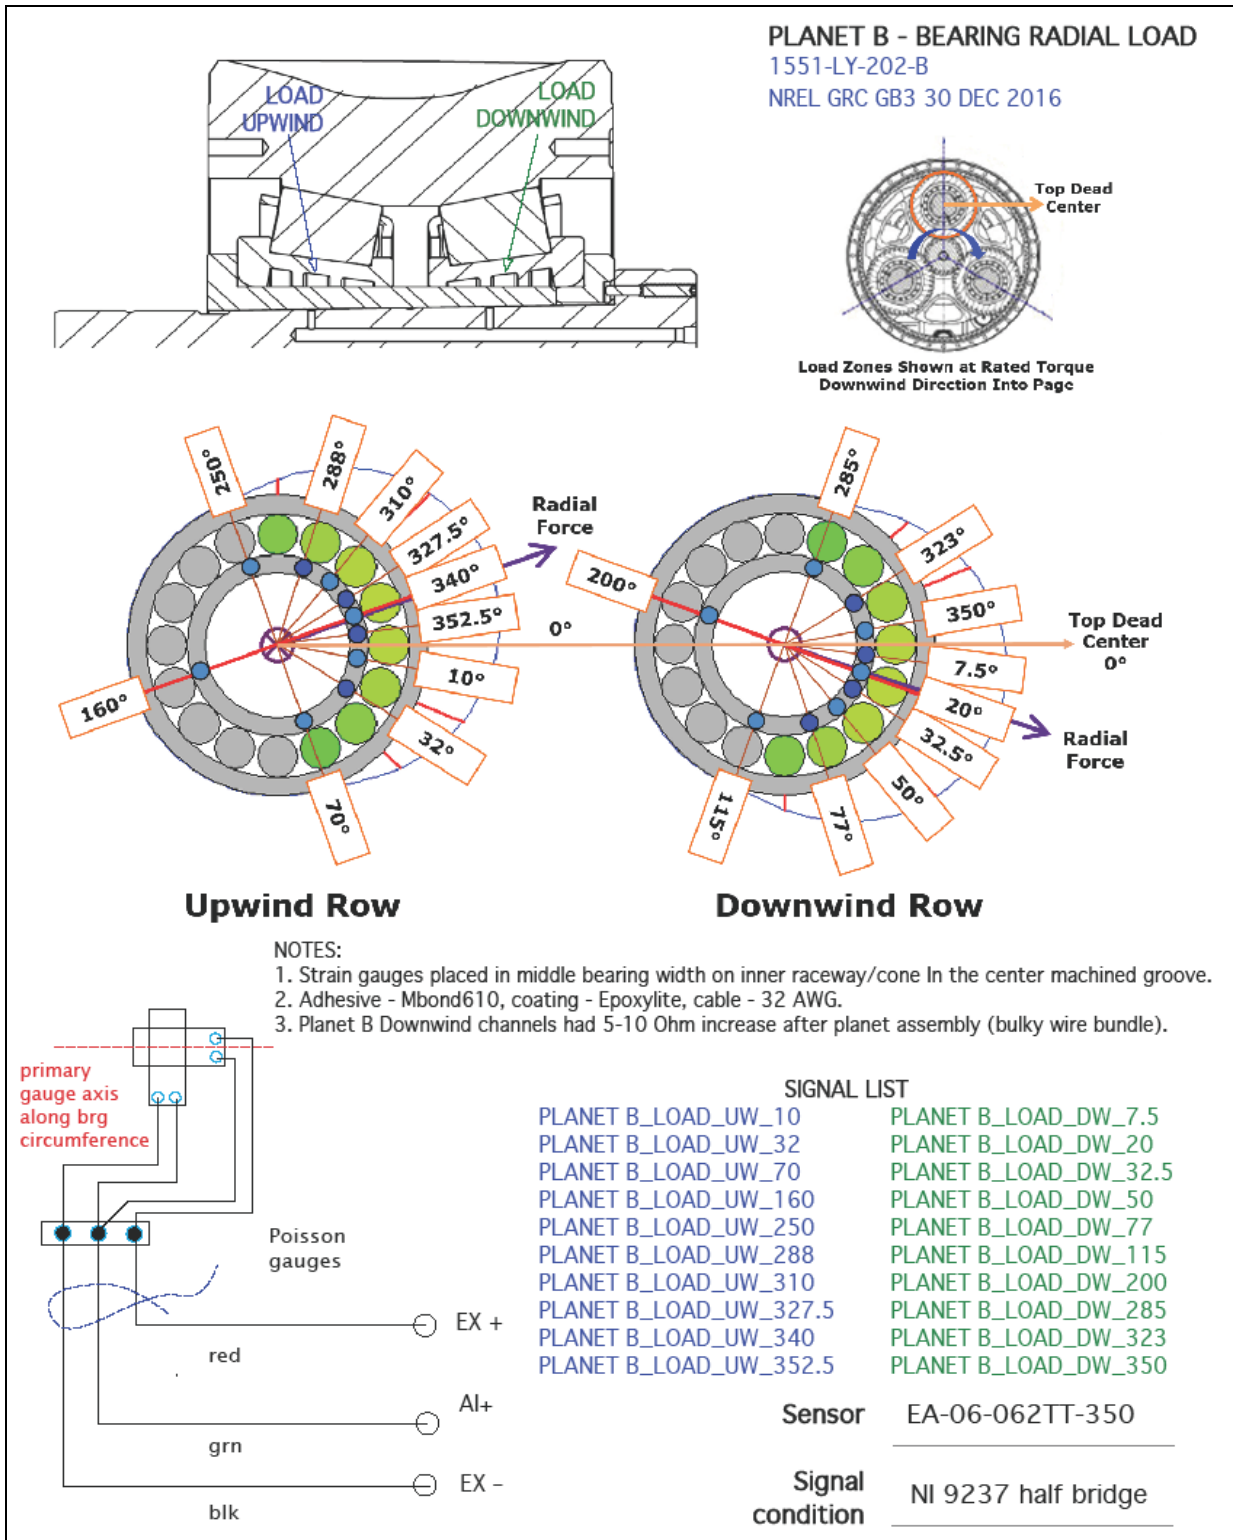 PLANET B - BEARING RADIAL LOAD
1551-LY-202-B
NREL GRC GB3 30 DEC 2016
LOAD
UPWIND
LOAD
DOWNWIND
Top Dead
Center
Load Zones Shown at Rated Torque
Downwind Direction Into Page
250°
288°
310°
327.5°
340°
352.5°
10°
32°
70°
160°
Radial
Force
0°
285°
323°
350°
7.5°
20°
32.5°
50°
77°
115°
200°
Top Dead
Center
0°
Radial
Force
Upwind Row
Downwind Row
NOTES:
1. Strain gauges placed in middle bearing width on inner raceway/cone In the center machined groove.
2. Adhesive - Mbond610, coating - Epoxylite, cable - 32 AWG.
3. Planet B Downwind channels had 5-10 Ohm increase after planet assembly (bulky wire bundle).
primary
gauge axis
along brg
circumference
Poisson
gauges
EX +
red
AI+
grn
EX -
blk
SIGNAL LIST
PLANET B_LOAD_UW_10
PLANET B_LOAD_UW_32
PLANET B_LOAD_UW_70
PLANET B_LOAD_UW_160
PLANET B_LOAD_UW_250
PLANET B_LOAD_UW_288
PLANET B_LOAD_UW_310
PLANET B_LOAD_UW_327.5
PLANET B_LOAD_UW_340
PLANET B_LOAD_UW_352.5
PLANET B_LOAD_DW_7.5
PLANET B_LOAD_DW_20
PLANET B_LOAD_DW_32.5
PLANET B_LOAD_DW_50
PLANET B_LOAD_DW_77
PLANET B_LOAD_DW_115
PLANET B_LOAD_DW_200
PLANET B_LOAD_DW_285
PLANET B_LOAD_DW_323
PLANET B_LOAD_DW_350
Sensor EA-06-062TT-350
Signal
condition NI 9237 half bridge